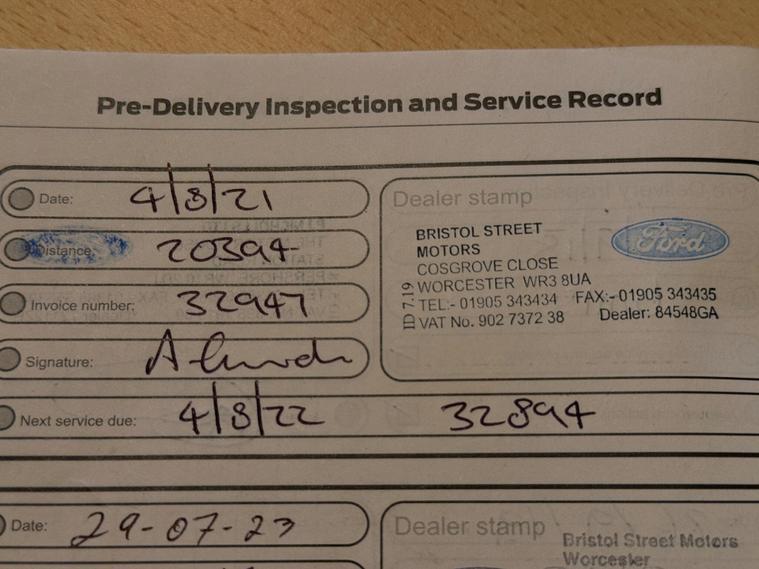 Pre-Delivery Inspection and Service Record
Date: 4/8/21
Distance: 20394
Invoice number: 32947
Signature:
Next service due: 4/8/22 32894
Dealer stamp
BRISTOL STREET
MOTORS
COSGROVE CLOSE
WORCESTER WR3 8UA
TEL:- 01905 343434 FAX:- 01905 343435
VAT No. 902 7372 38 Dealer: 84548GA
ID 7.19
Ford
Date: 29-07-23
Dealer stamp
Bristol Street Motors
Worcester